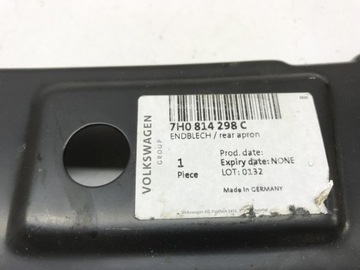 VOLKSWAGEN
GROUP
7H0 814 298 C
ENDBLECH / rear apron
1
Piece
Prod. date:
Expiry date: NONE
LOT: 0132
Made in GERMANY